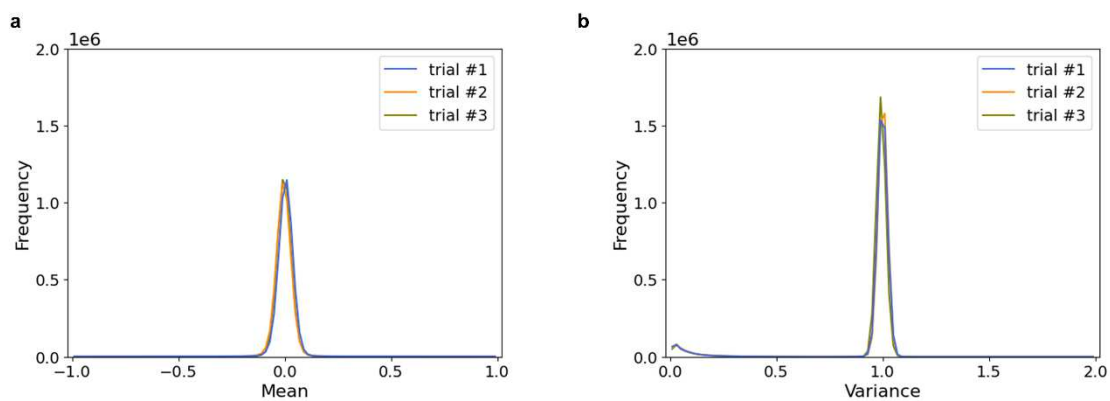 a
1e6
2.0
1.5
1.0
0.5
0.0
Frequency
−1.0 −0.5 0.0 0.5 1.0
Mean
trial #1
trial #2
trial #3
b
1e6
2.0
1.5
1.0
0.5
0.0
Frequency
0.0 0.5 1.0 1.5 2.0
Variance
trial #1
trial #2
trial #3